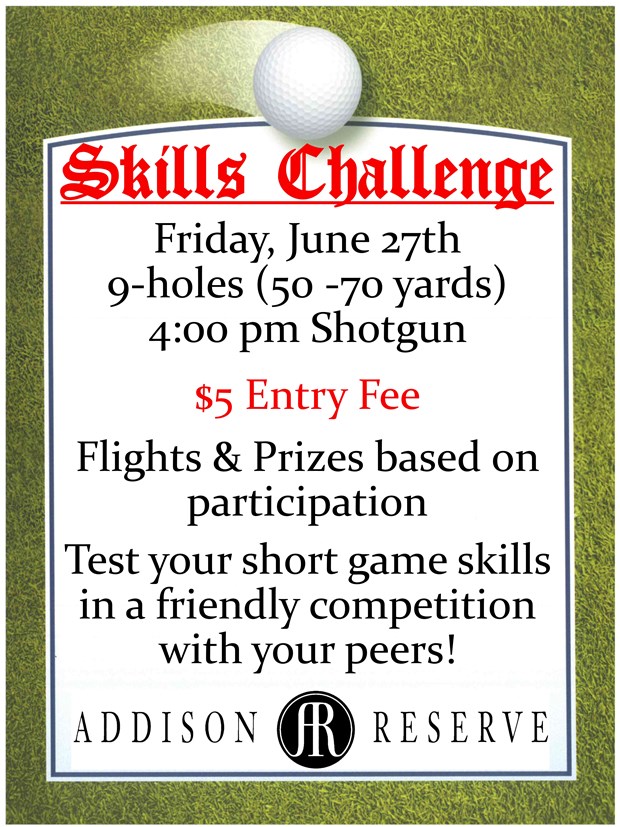 Skills Challenge
Friday, June 27th
9-holes (50 -70 yards)
4:00 pm Shotgun
$5 Entry Fee
Flights & Prizes based on
participation
Test your short game skills
in a friendly competition
with your peers!
ADDISON AR RESERVE